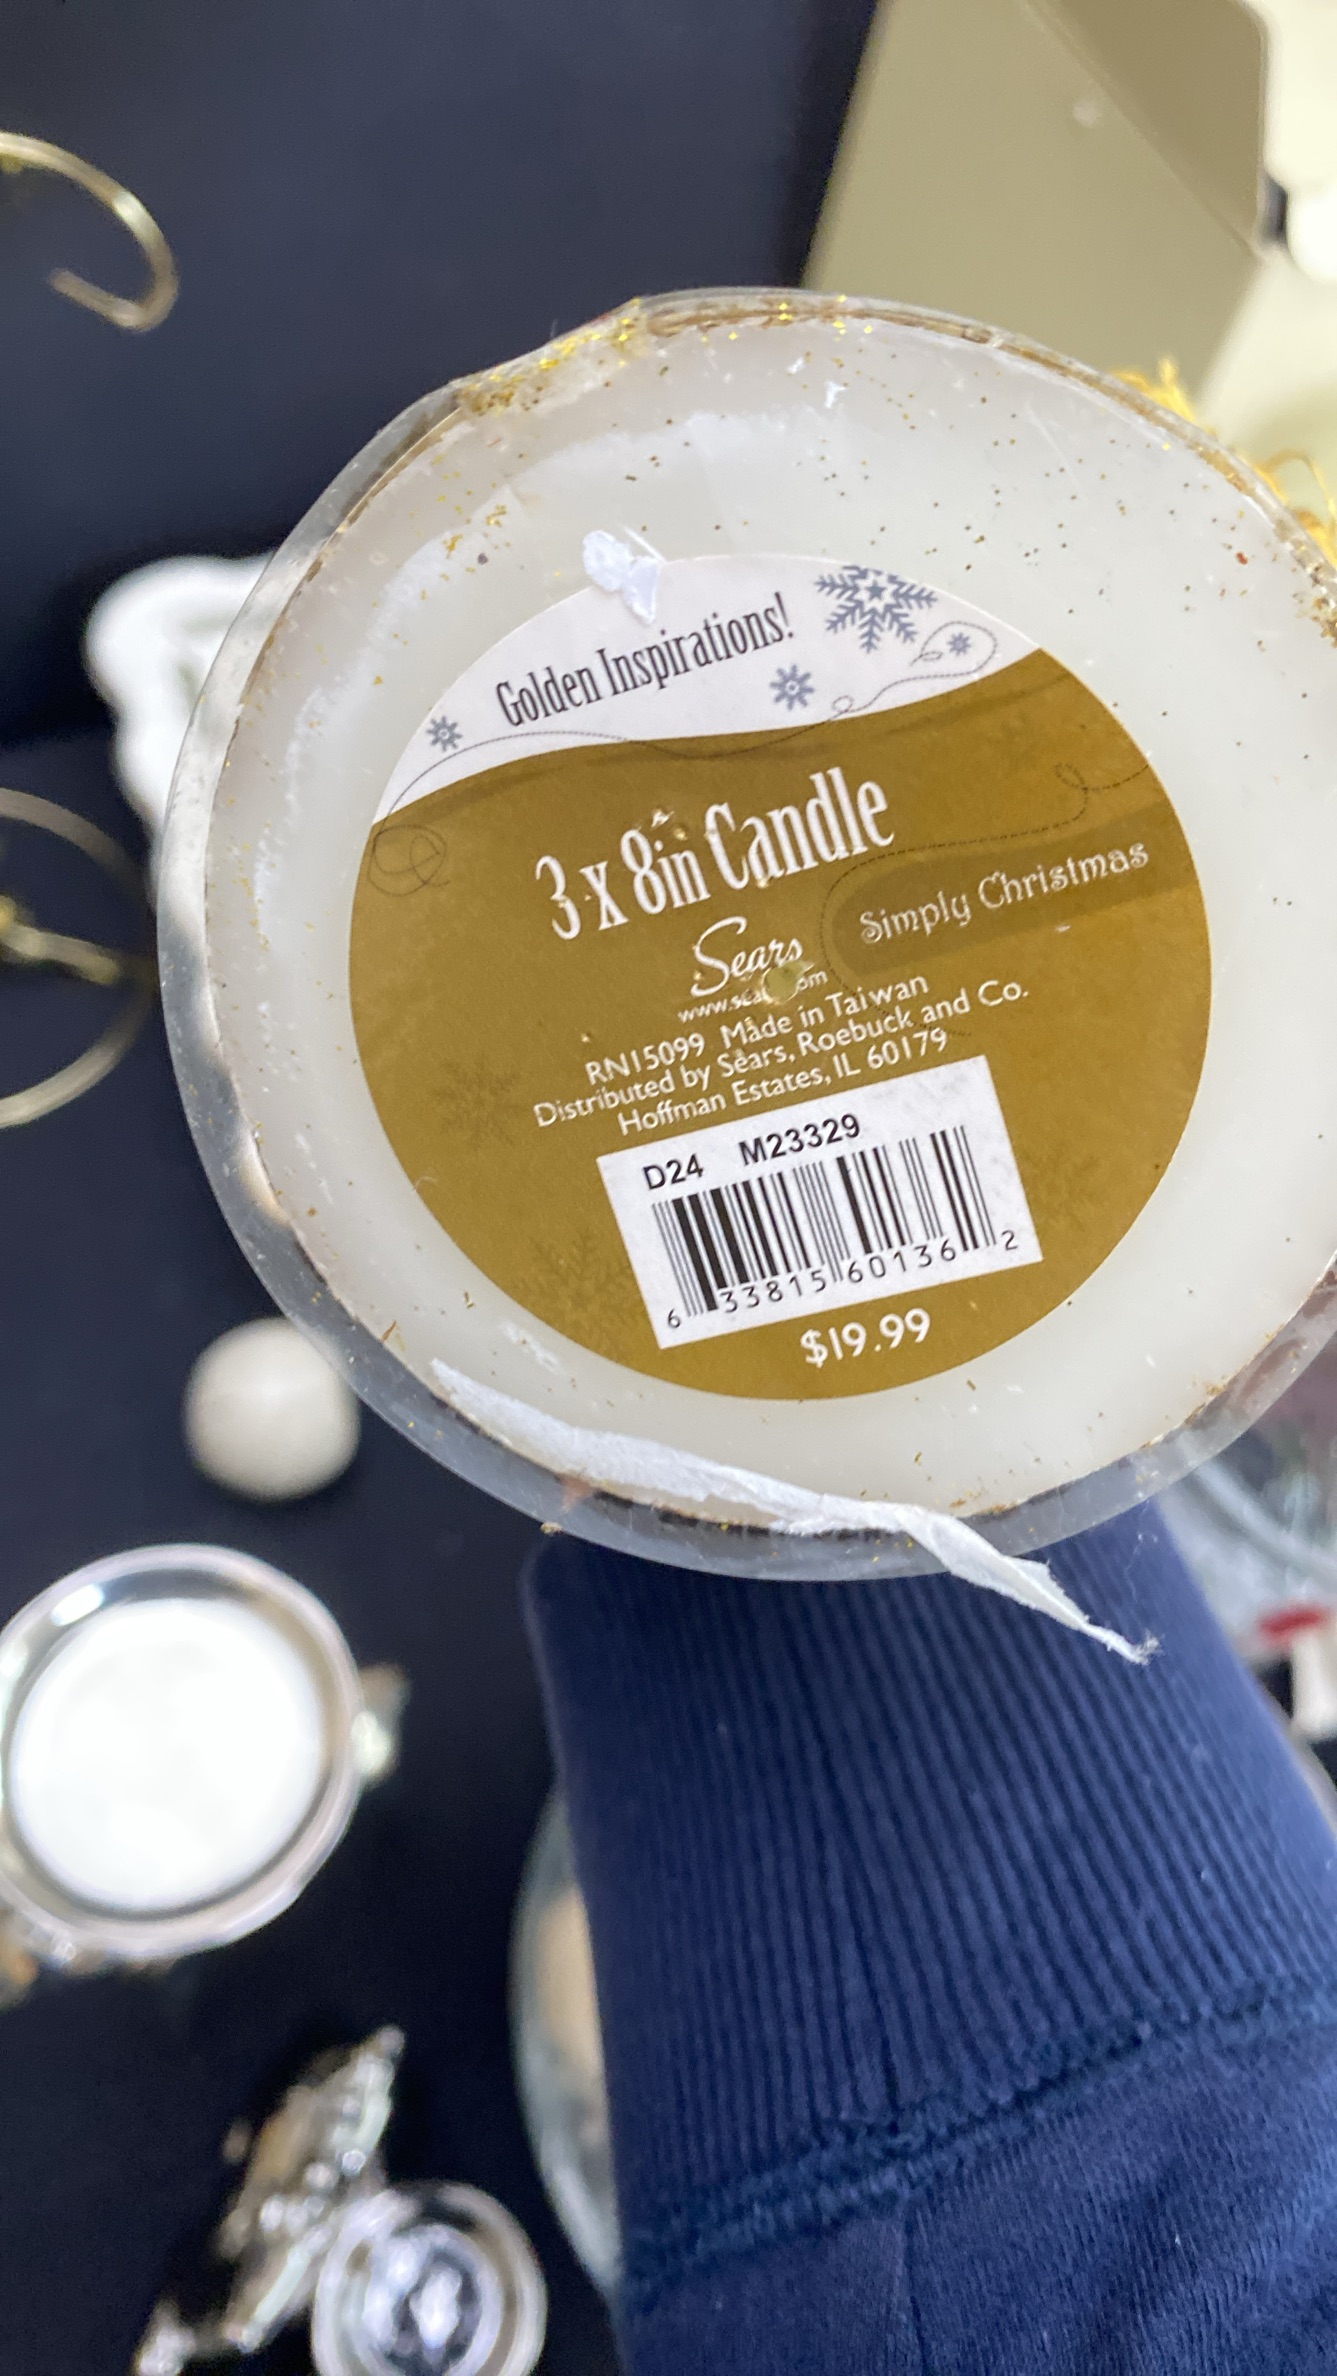 Golden Inspirations!
3 x 8in Candle
Simply Christmas
Sears
RN15099 Made in Taiwan
Distributed by Sears, Roebuck and Co.
Hoffman Estates, IL 60179
D24 M23329
6 33815 60136 2
$19.99